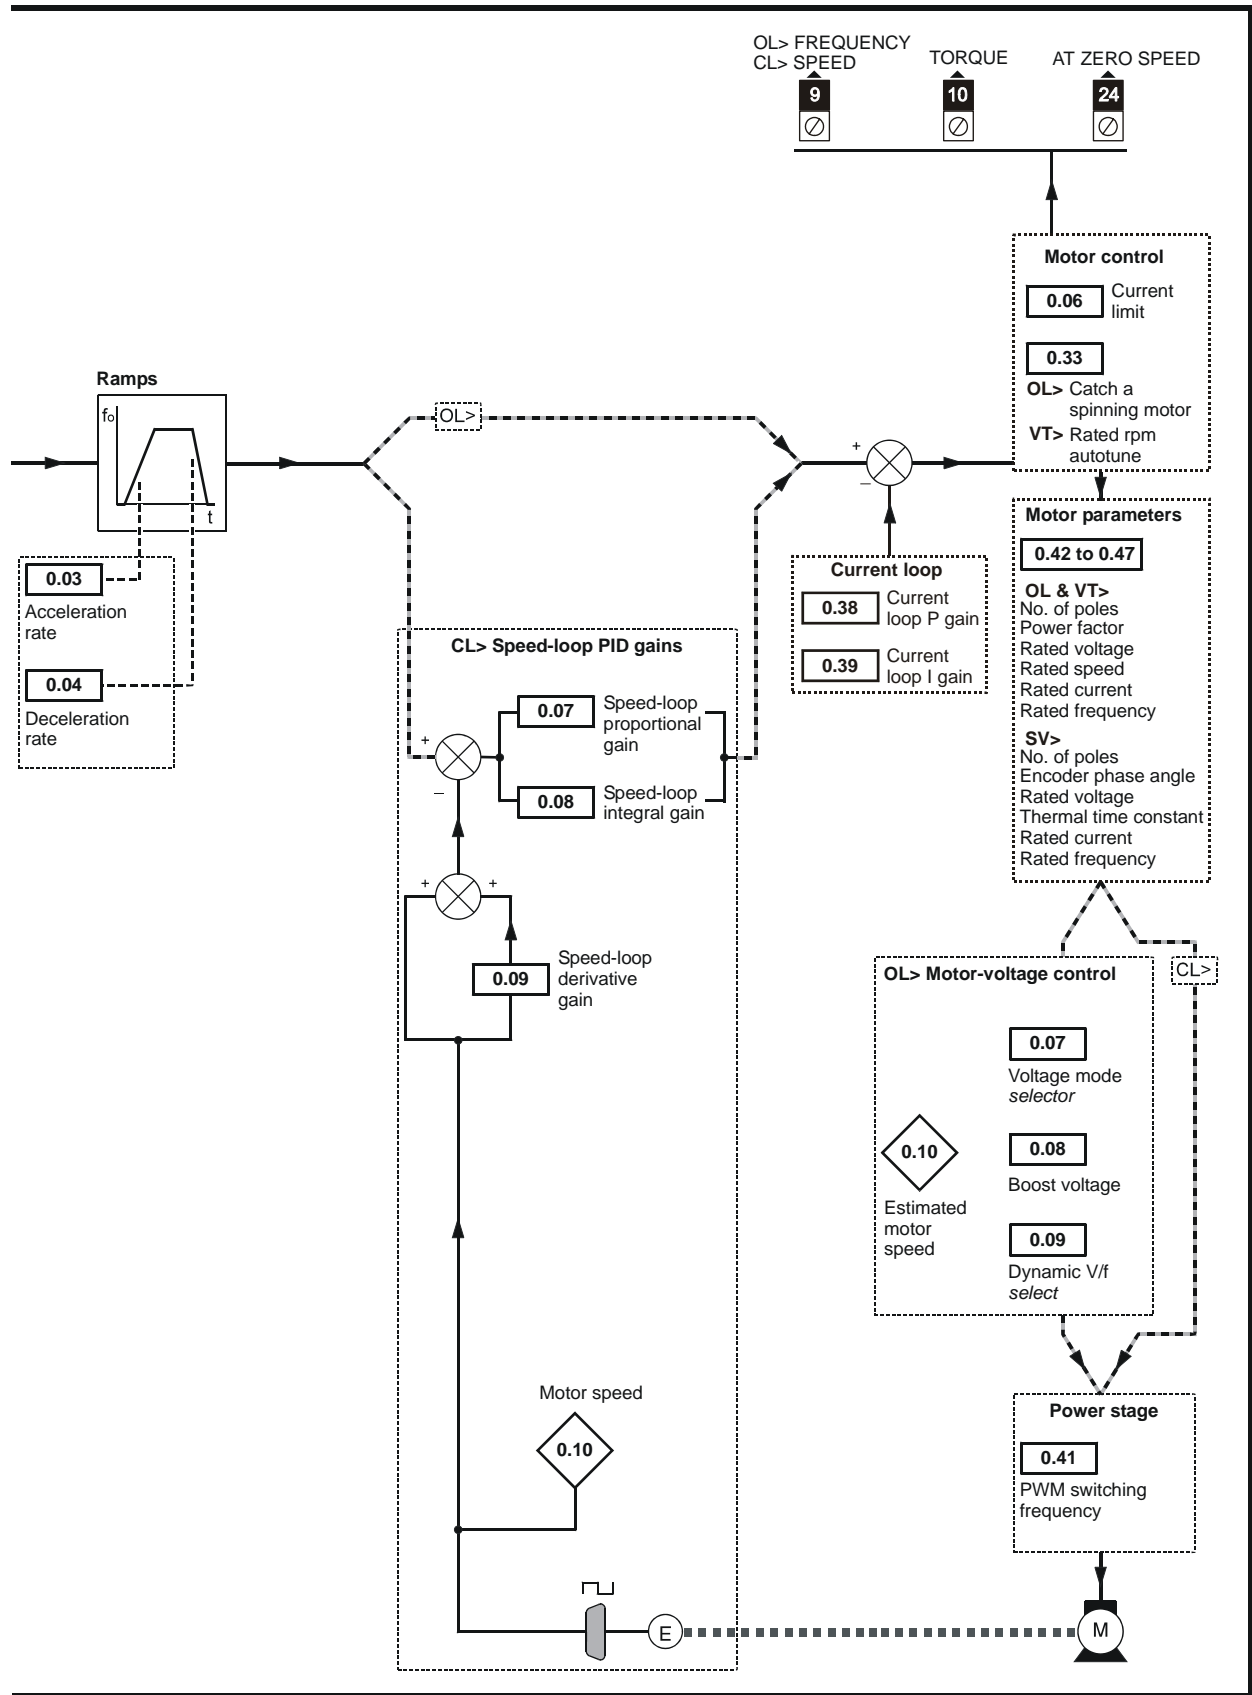 OL> FREQUENCY
CL> SPEED
TORQUE
AT ZERO SPEED
9
10
24
Motor control
0.06
Current
limit
0.33
OL> Catch a
spinning motor
VT> Rated rpm
autotune
Ramps
fo
t
OL>
+
–
0.03
Acceleration
rate
0.04
Deceleration
rate
Current loop
0.38
Current
loop P gain
0.39
Current
loop I gain
Motor parameters
0.42 to 0.47
OL & VT>
No. of poles
Power factor
Rated voltage
Rated speed
Rated current
Rated frequency
SV>
No. of poles
Encoder phase angle
Rated voltage
Thermal time constant
Rated current
Rated frequency
CL> Speed-loop PID gains
0.07
Speed-loop
proportional
gain
+
–
0.08
Speed-loop
integral gain
+
+
0.09
Speed-loop
derivative
gain
OL> Motor-voltage control
CL>
0.07
Voltage mode
selector
0.10
Estimated
motor
speed
0.08
Boost voltage
0.09
Dynamic V/f
select
Motor speed
0.10
Power stage
0.41
PWM switching
frequency
E
M